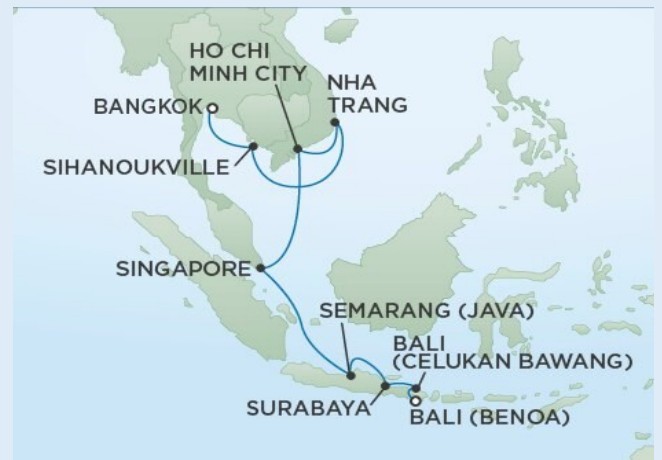 HO CHI
MINH CITY
NHA
TRANG
BANGKOK
SIHANOUKVILLE
SINGAPORE
SEMARANG (JAVA)
BALI
(CELUKAN BAWANG)
SURABAYA
BALI (BENOA)